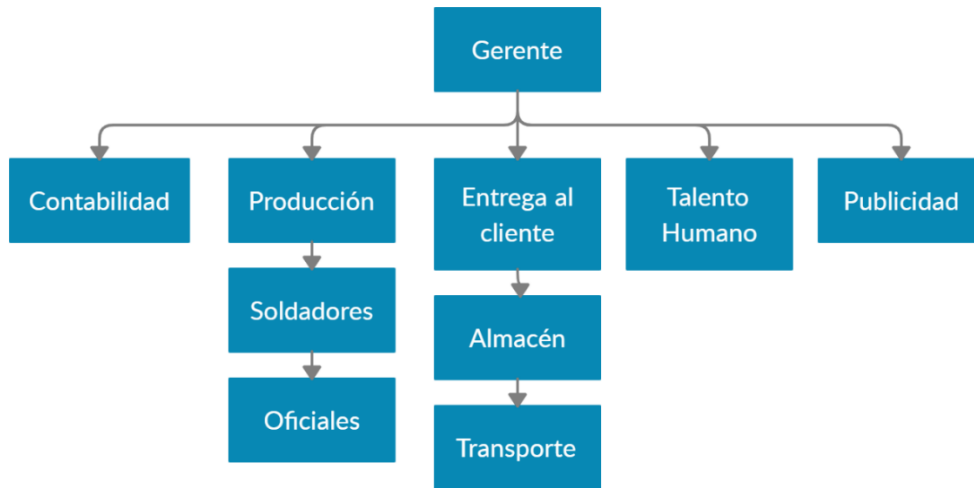 Gerente
Contabilidad
Producción
Entrega al
cliente
Talento
Humano
Publicidad
Soldadores
Almacén
Oficiales
Transporte